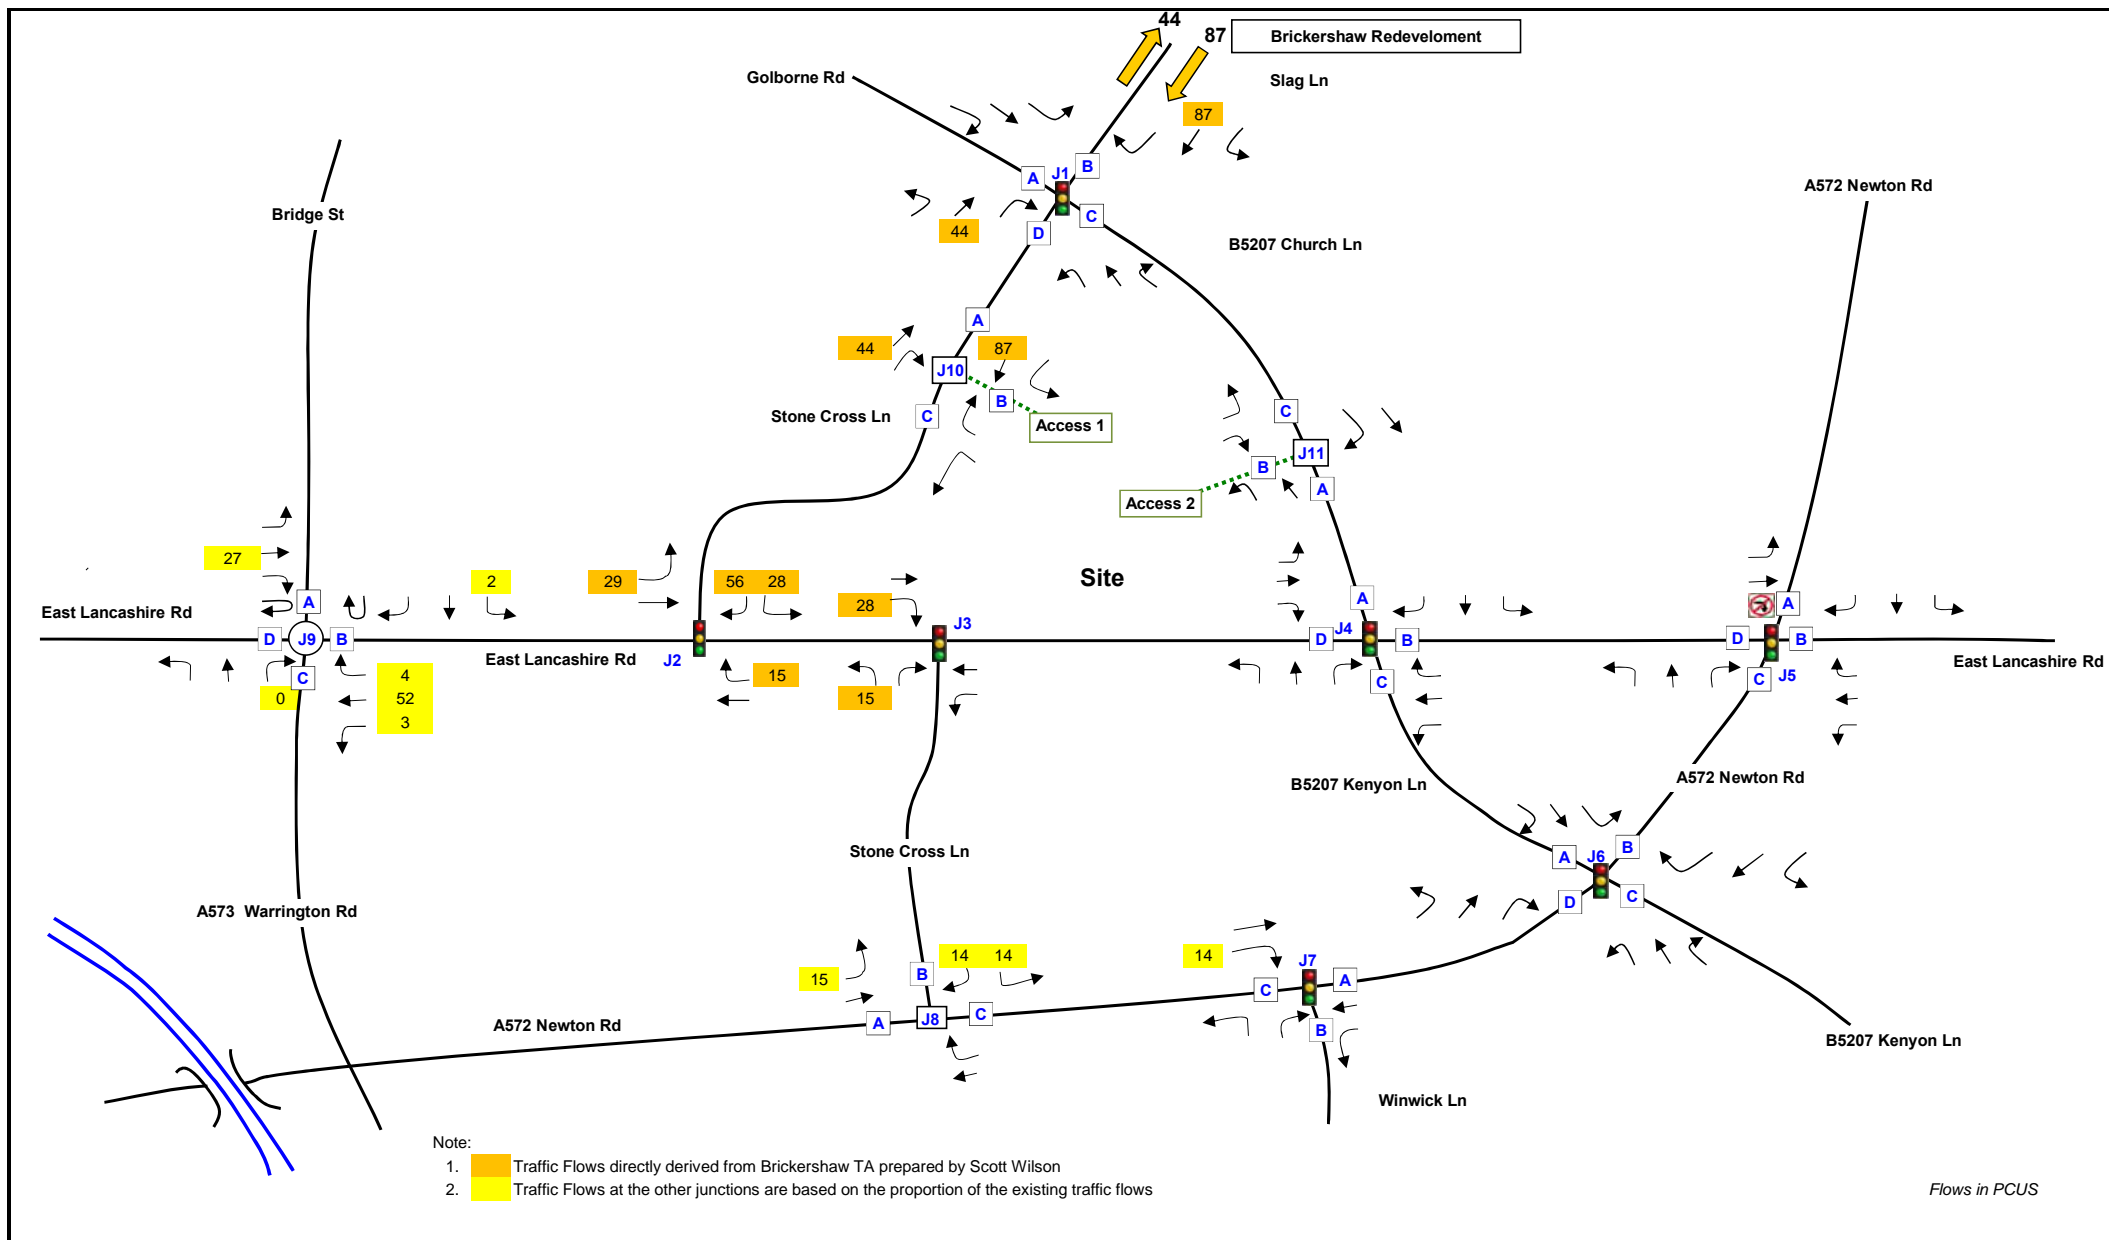 44
87
Brickershaw Redeveloment
Golborne Rd
Slag Ln
87
B
J1
A
C
D
44
A572 Newton Rd
Bridge St
B5207 Church Ln
A
44
87
J10
B
C
Stone Cross Ln
Access 1
C
J11
B
A
Access 2
27
2
29
56
28
28
Site
East Lancashire Rd
A
D
J9
B
C
0
4
52
3
East Lancashire Rd
J2
15
J3
15
A
D
J4
B
C
A
D
B
C
J5
East Lancashire Rd
B5207 Kenyon Ln
A572 Newton Rd
Stone Cross Ln
A
J6
B
D
C
A573 Warrington Rd
15
B
14
14
14
J7
C
A
B
A572 Newton Rd
A
J8
C
B5207 Kenyon Ln
Winwick Ln
Note:
1. Traffic Flows directly derived from Brickershaw TA prepared by Scott Wilson
2. Traffic Flows at the other junctions are based on the proportion of the existing traffic flows
Flows in PCUS